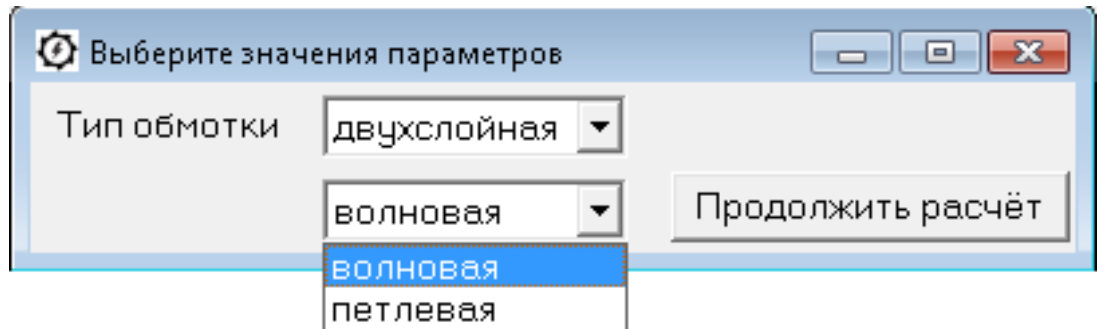 Выберите значения параметров
Тип обмотки двухслойная
волновая Продолжить расчёт
волновая
петлевая